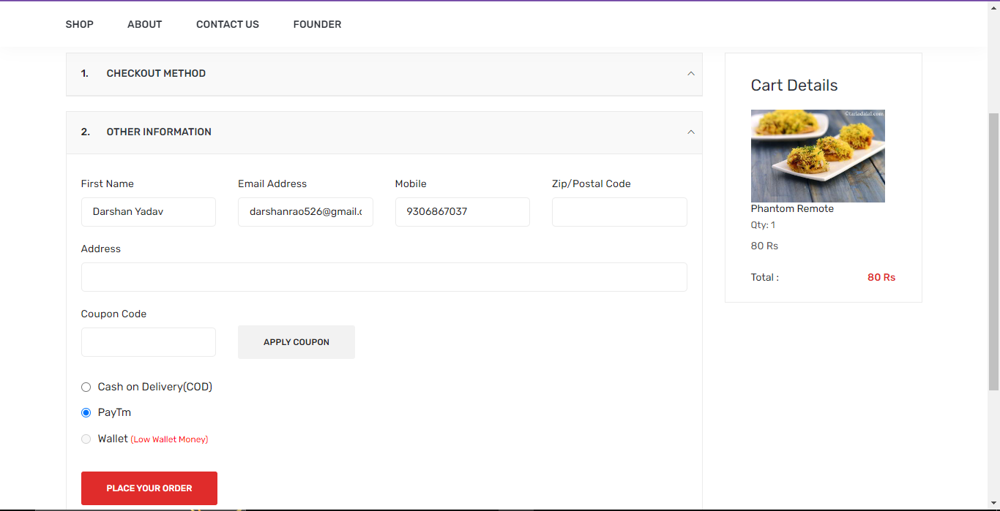 SHOP ABOUT CONTACT US FOUNDER
1. CHECKOUT METHOD
2. OTHER INFORMATION
First Name Email Address Mobile Zip/Postal Code
Darshan Yadav darshanrao526@gmail.c 9306867037
Address
Coupon Code
APPLY COUPON
Cash on Delivery(COD)
PayTm
Wallet (Low Wallet Money)
PLACE YOUR ORDER
Cart Details
©tarladalal.com
Phantom Remote
Qty: 1
80 Rs
Total : 80 Rs